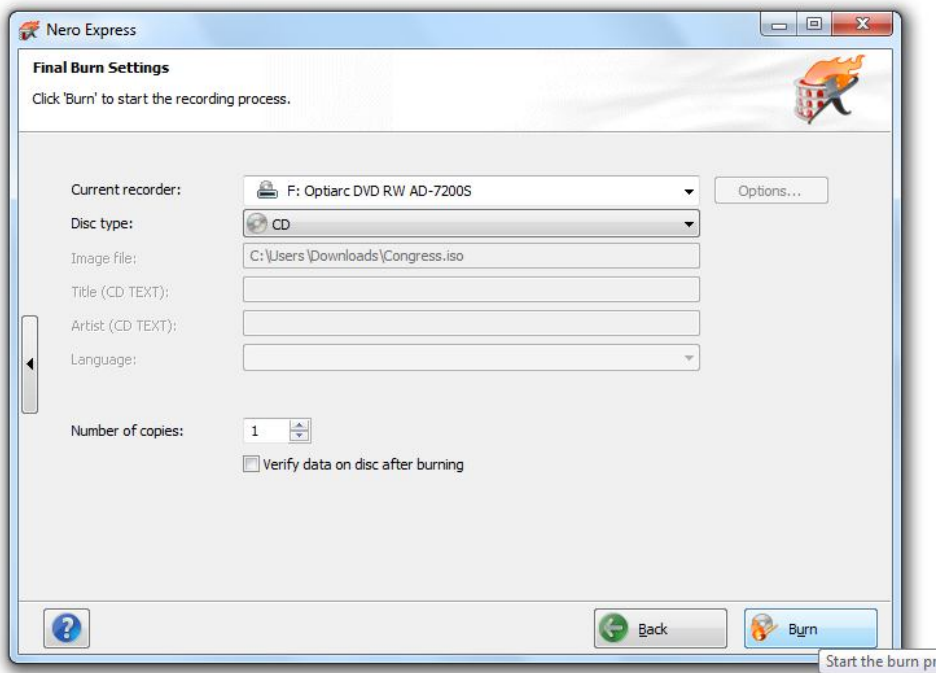 Nero Express
Final Burn Settings
Click 'Burn' to start the recording process.
Current recorder: F: Optiarc DVD RW AD-7200S Options...
Disc type: CD
Image file: C:\Users\Downloads\Congress.iso
Title (CD TEXT):
Artist (CD TEXT):
Language:
Number of copies: 1
Verify data on disc after burning
Back Burn
Start the burn pr